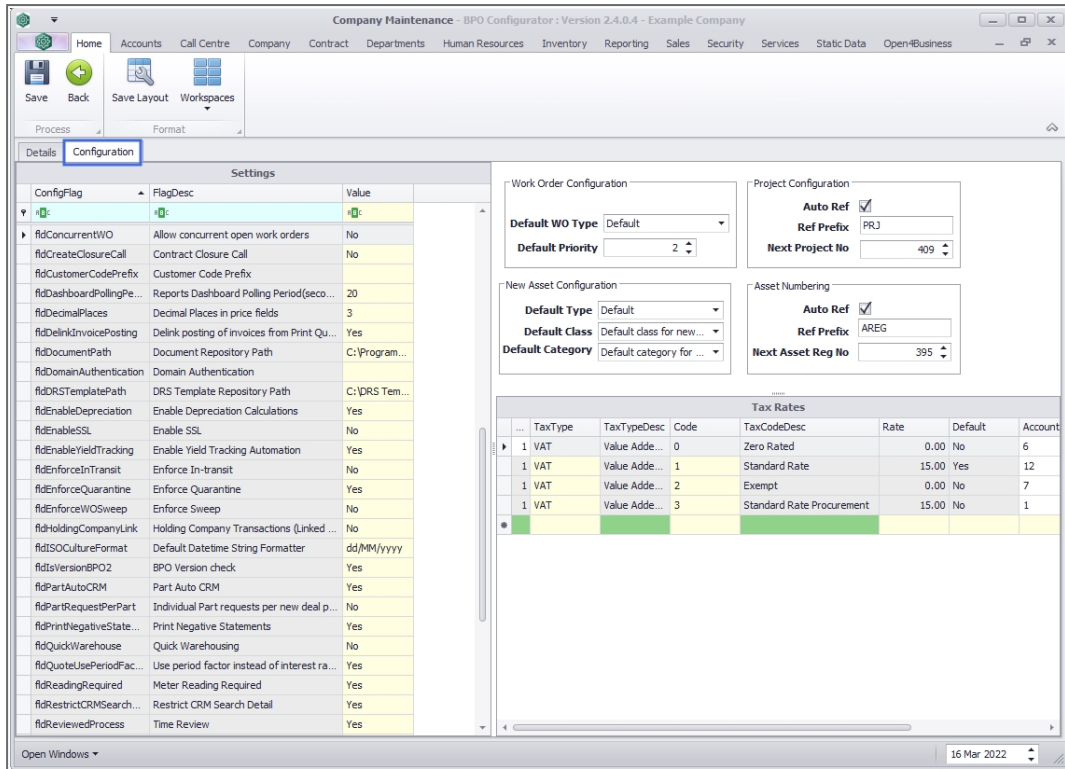 Company Maintenance - BPO Configurator : Version 2.4.0.4 - Example Company
Home Accounts Call Centre Company Contract Departments Human Resources Inventory Reporting Sales Security Services Static Data Open4Business
Save Back Save Layout Workspaces
Process Format
Details Configuration
Settings
ConfigFlag FlagDesc Value
fldConcurrentWO Allow concurrent open work orders No
fldCreateClosureCall Contract Closure Call No
fldCustomerCodePrefix Customer Code Prefix
fldDashboardPollingPe... Reports Dashboard Polling Period(seco... 20
fldDecimalPlaces Decimal Places in price fields 3
fldDelinkInvoicePosting Delink posting of invoices from Print Qu... Yes
fldDocumentPath Document Repository Path C:\Program...
fldDomainAuthentication Domain Authentication
fldDRSTemplatePath DRS Template Repository Path C:\DRS Tem...
fldEnableDepreciation Enable Depreciation Calculations Yes
fldEnableSSL Enable SSL No
fldEnableYieldTracking Enable Yield Tracking Automation Yes
fldEnforceInTransit Enforce In-transit No
fldEnforceQuarantine Enforce Quarantine Yes
fldEnforceWOSweep Enforce Sweep No
fldHoldingCompanyLink Holding Company Transactions (Linked ... No
fldISOCultureFormat Default Datetime String Formatter dd/MM/yyyy
fldIsVersionBPO2 BPO Version check Yes
fldPartAutoCRM Part Auto CRM Yes
fldPartRequestPerPart Individual Part requests per new deal p... No
fldPrintNegativeState... Print Negative Statements Yes
fldQuickWarehouse Quick Warehousing No
fldQuoteUsePeriodFac... Use period factor instead of interest ra... Yes
fldReadingRequired Meter Reading Required Yes
fldRestrictCRMSearch... Restrict CRM Search Detail Yes
fldReviewedProcess Time Review Yes
Work Order Configuration
Default WO Type Default
Default Priority 2
Project Configuration
Auto Ref
Ref Prefix PRJ
Next Project No 409
New Asset Configuration
Default Type Default
Default Class Default class for new...
Default Category Default category for ...
Asset Numbering
Auto Ref
Ref Prefix AREG
Next Asset Reg No 395
Tax Rates
... TaxType TaxTypeDesc Code TaxCodeDesc Rate Default Account
1 VAT Value Adde... 0 Zero Rated 0.00 No 6
1 VAT Value Adde... 1 Standard Rate 15.00 Yes 12
1 VAT Value Adde... 2 Exempt 0.00 No 7
1 VAT Value Adde... 3 Standard Rate Procurement 15.00 No 1
Open Windows 16 Mar 2022